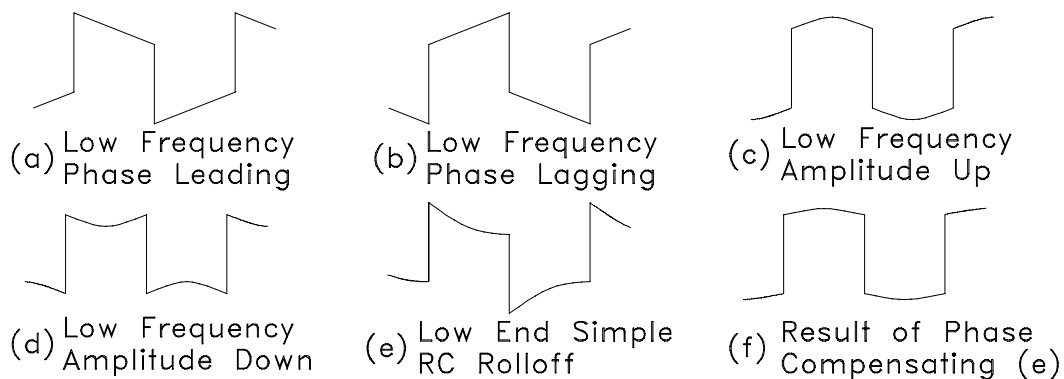 (a) Low Frequency
Phase Leading
(b) Low Frequency
Phase Lagging
(c) Low Frequency
Amplitude Up
(d) Low Frequency
Amplitude Down
(e) Low End Simple
RC Rolloff
(f) Result of Phase
Compensating (e)